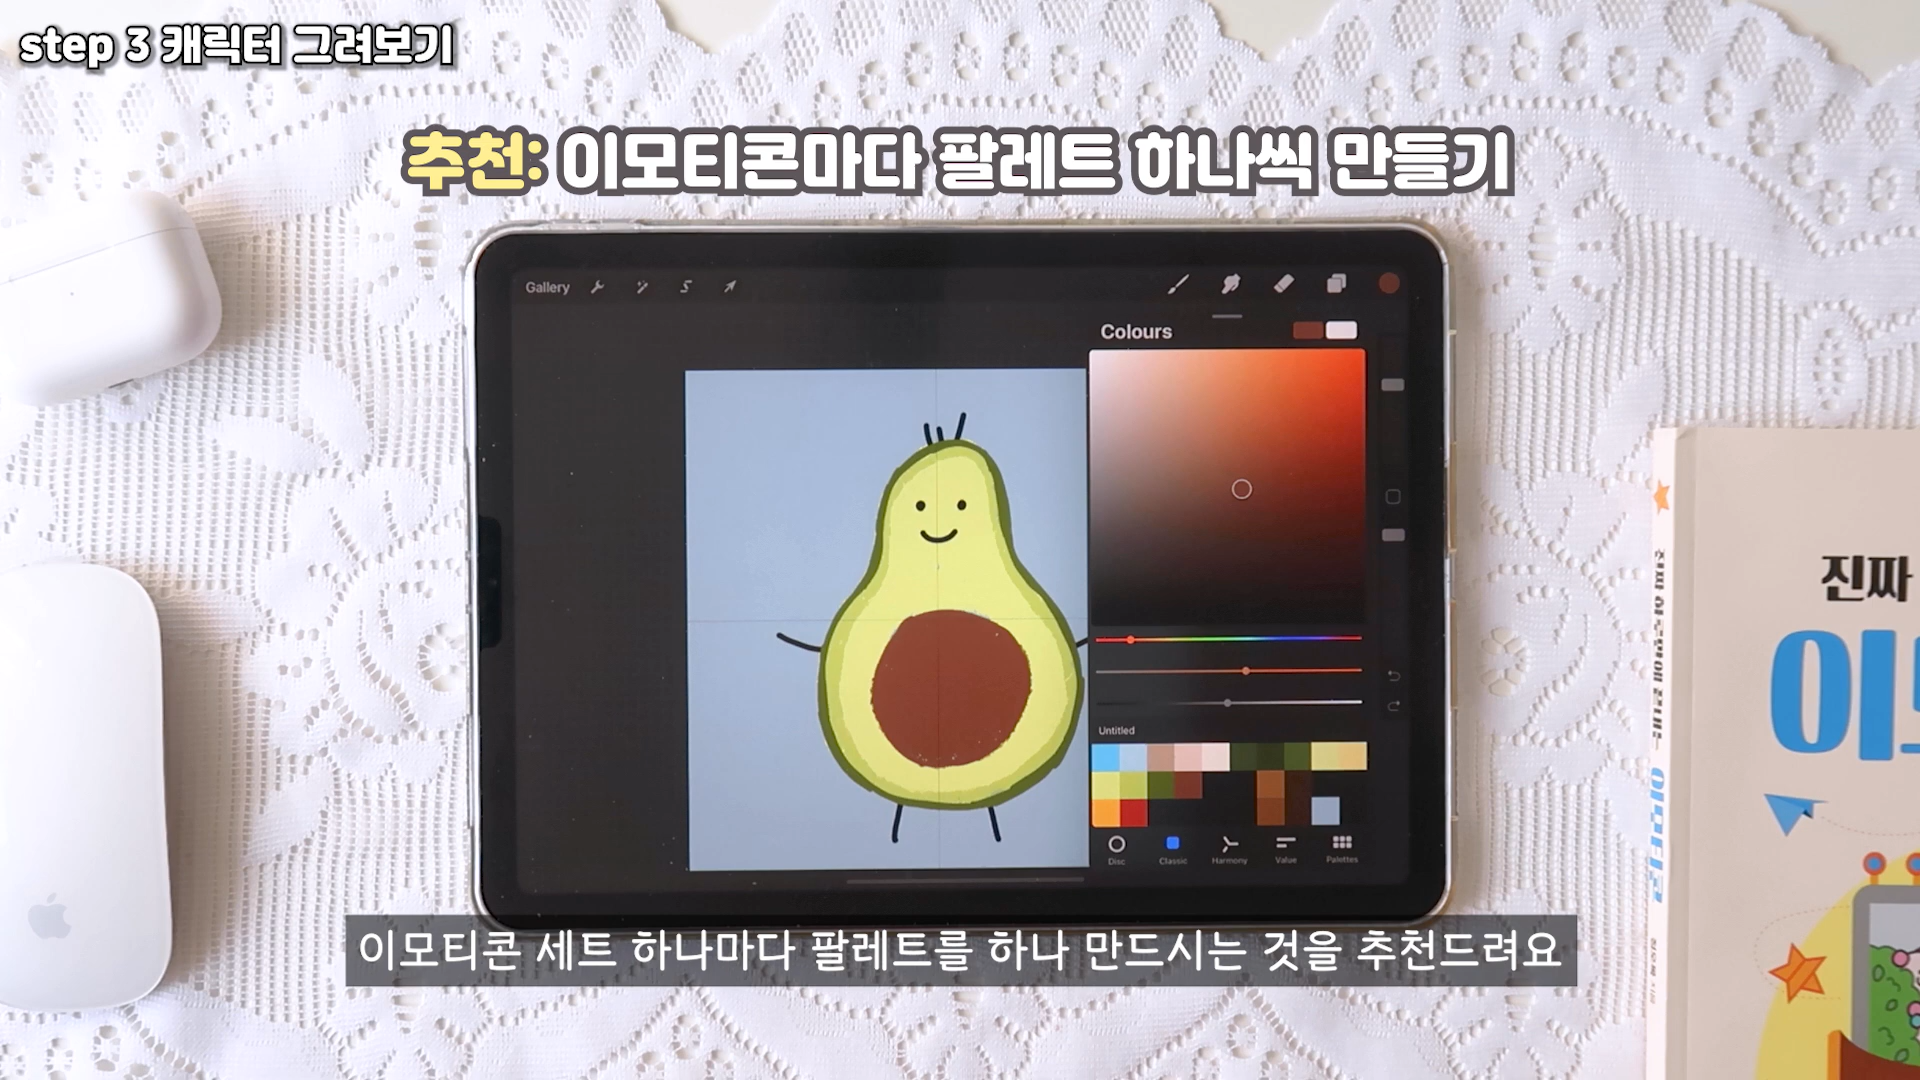 step 3 캐릭터 그려보기
추천: 이모티콘마다 팔레트 하나씩 만들기
Gallery
Colours
Untitled
Disc
Classic
Harmony
Value
Palettes
진짜
이모티콘 세트 하나마다 팔레트를 하나 만드시는 것을 추천드려요